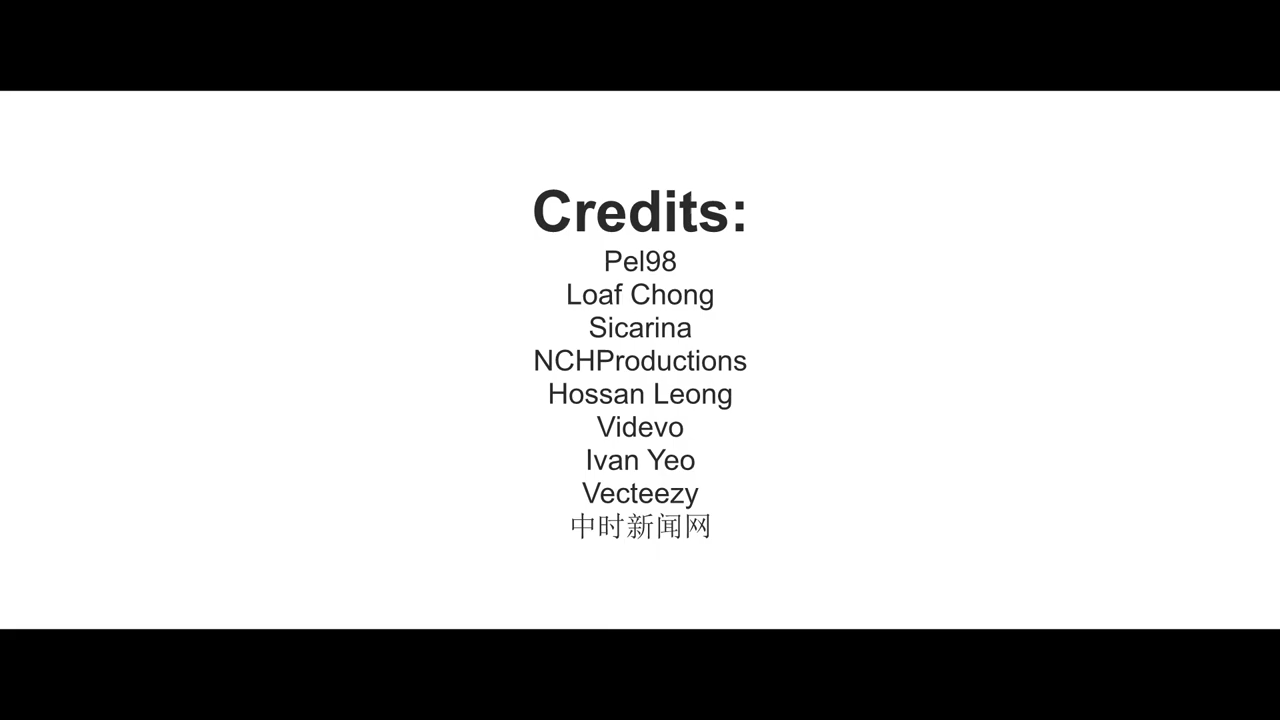 Credits:
Pel98
Loaf Chong
Sicarina
NCHProductions
Hossan Leong
Videvo
Ivan Yeo
Vecteezy
中时新闻网